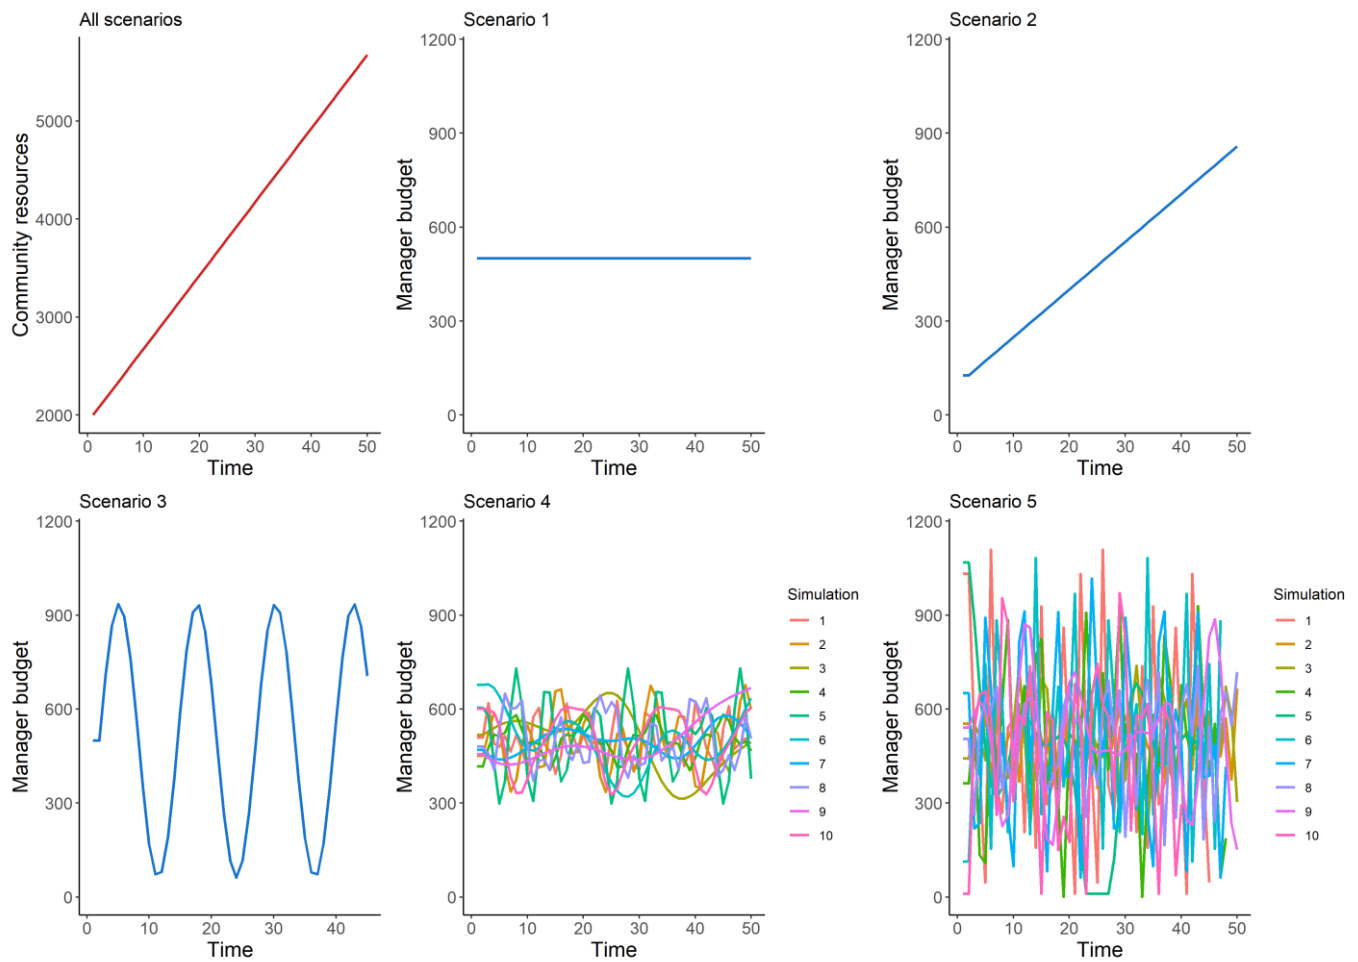 All scenarios
Community resources
5000
4000
3000
2000
0 10 20 30 40 50
Time
Scenario 1
Manager budget
1200
900
600
300
0
0 10 20 30 40 50
Time
Scenario 2
Manager budget
1200
900
600
300
0
0 10 20 30 40 50
Time
Scenario 3
Manager budget
1200
900
600
300
0
0 10 20 30 40
Time
Scenario 4
Manager budget
1200
900
600
300
0
0 10 20 30 40 50
Time
Simulation
1
2
3
4
5
6
7
8
9
10
Scenario 5
Manager budget
1200
900
600
300
0
0 10 20 30 40 50
Time
Simulation
1
2
3
4
5
6
7
8
9
10